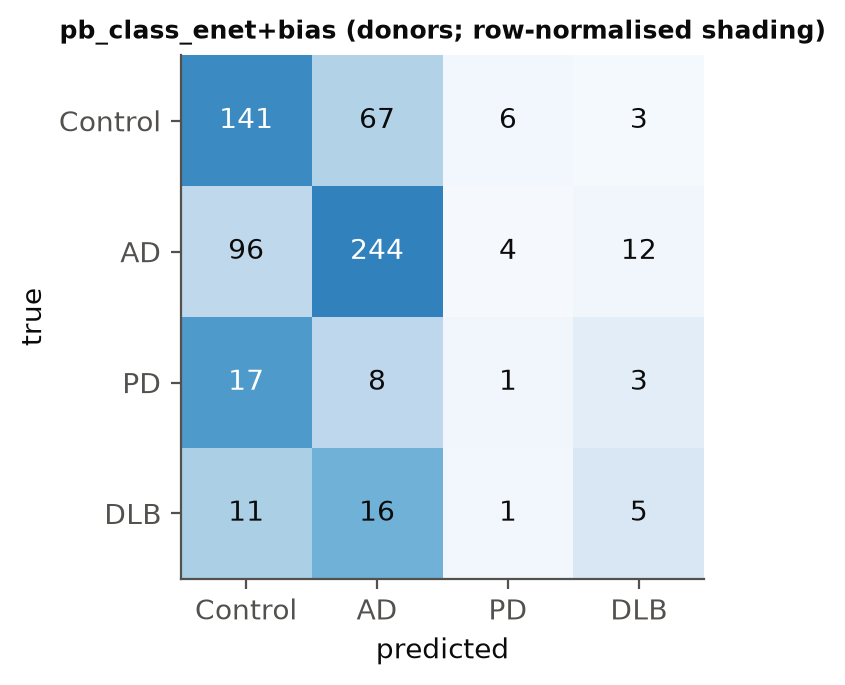 pb_class_enet+bias (donors; row-normalised shading)
Control 141 67 6 3
AD 96 244 4 12
true
PD 17 8 1 3
DLB 11 16 1 5
Control AD PD DLB
predicted